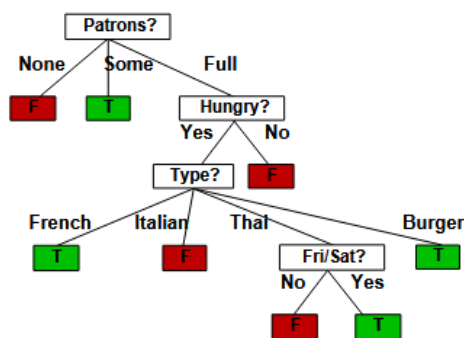 Patrons?
None Some Full
F T Hungry?
Yes No
Type? F
French Italian Thai Burger
T F Fri/Sat? T
No Yes
F T